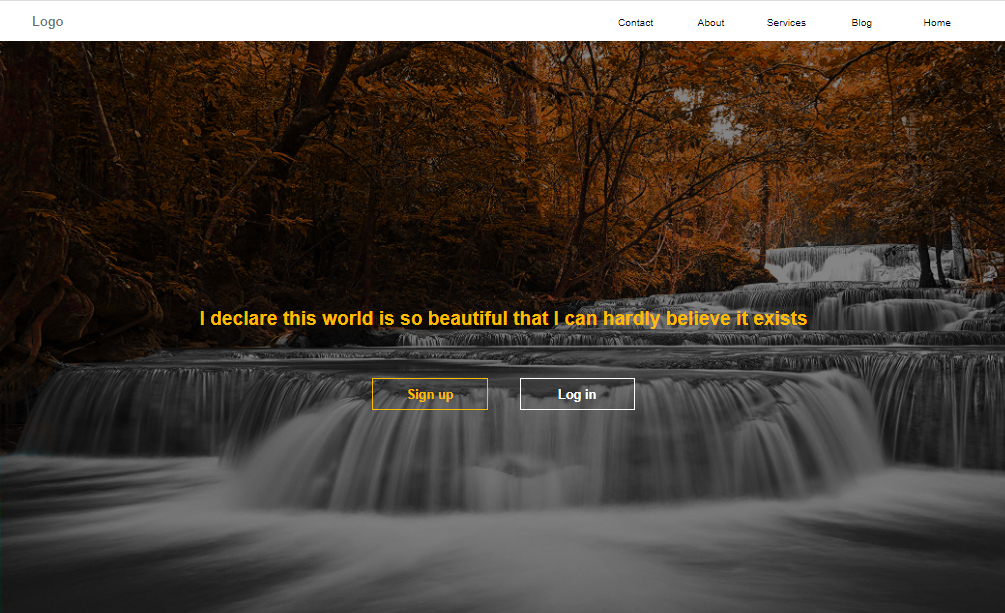 Logo
Contact About Services Blog Home
I declare this world is so beautiful that I can hardly believe it exists
Sign up Log in